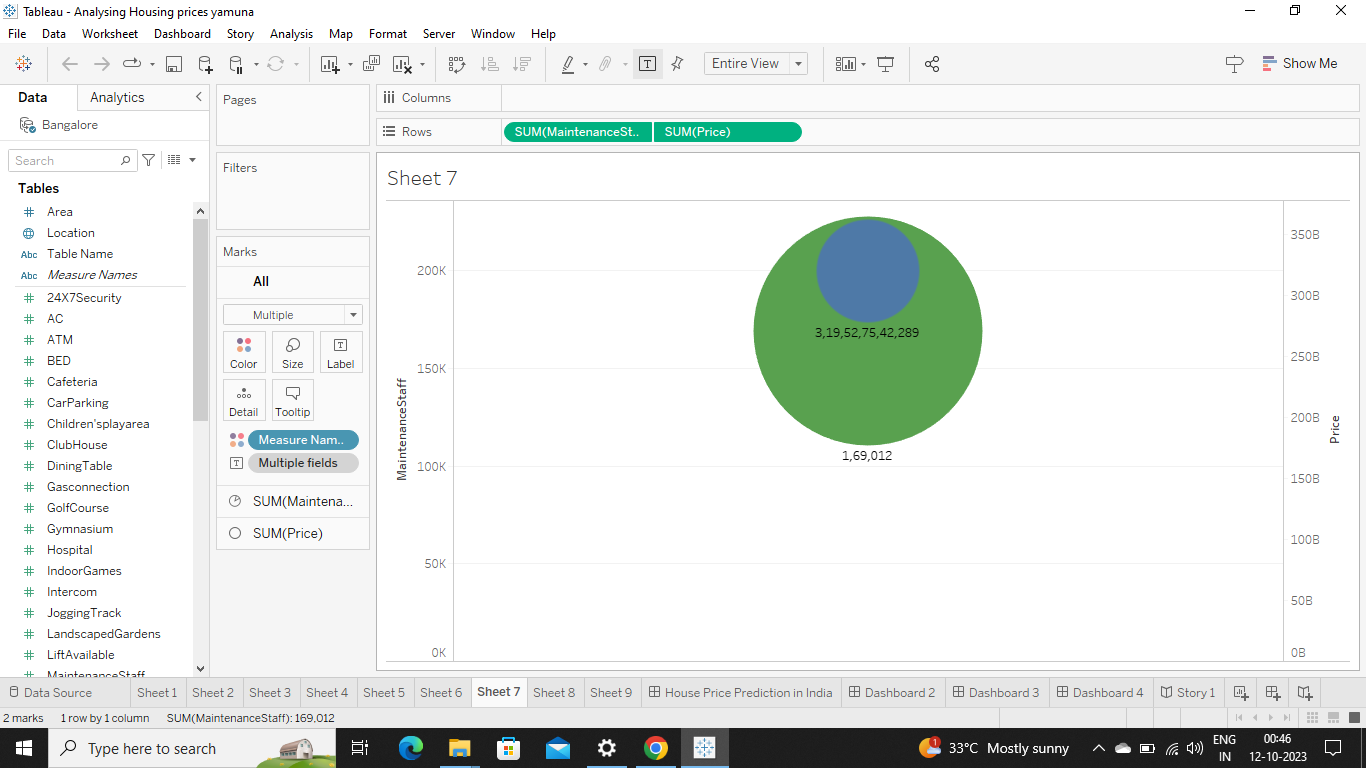 Tableau - Analysing Housing prices yamuna
File Data Worksheet Dashboard Story Analysis Map Format Server Window Help
Entire View
Show Me
Data Analytics
Bangalore
Search
Tables
Area
Location
Abc Table Name
Abc Measure Names
24X7Security
AC
ATM
BED
Cafeteria
CarParking
Children'splayarea
ClubHouse
DiningTable
Gasconnection
GolfCourse
Gymnasium
Hospital
IndoorGames
Intercom
JoggingTrack
LandscapedGardens
LiftAvailable
MaintenanceStaff
Pages
Filters
Marks
All
Multiple
Color Size Label
Detail Tooltip
Measure Nam..
Multiple fields
SUM(Maintena...
SUM(Price)
Columns
Rows SUM(MaintenanceSt.. SUM(Price)
Sheet 7
MaintenanceStaff
200K
150K
100K
50K
0K
3,19,52,75,42,289
1,69,012
350B
300B
250B
200B
150B
100B
50B
0B
Price
Data Source Sheet 1 Sheet 2 Sheet 3 Sheet 4 Sheet 5 Sheet 6 Sheet 7 Sheet 8 Sheet 9 House Price Prediction in India Dashboard 2 Dashboard 3 Dashboard 4 Story 1
2 marks 1 row by 1 column SUM(MaintenanceStaff): 169,012
Type here to search
1 33°C Mostly sunny
ENG
IN
00:46
12-10-2023